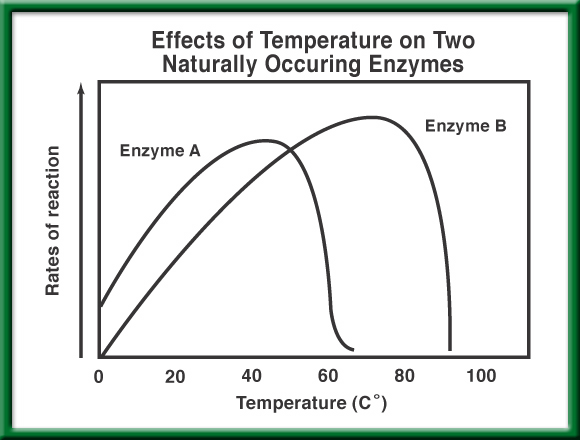 Effects of Temperature on Two
Naturally Occuring Enzymes
Enzyme A
Enzyme B
Rates of reaction
0 20 40 60 80 100
Temperature (C°)